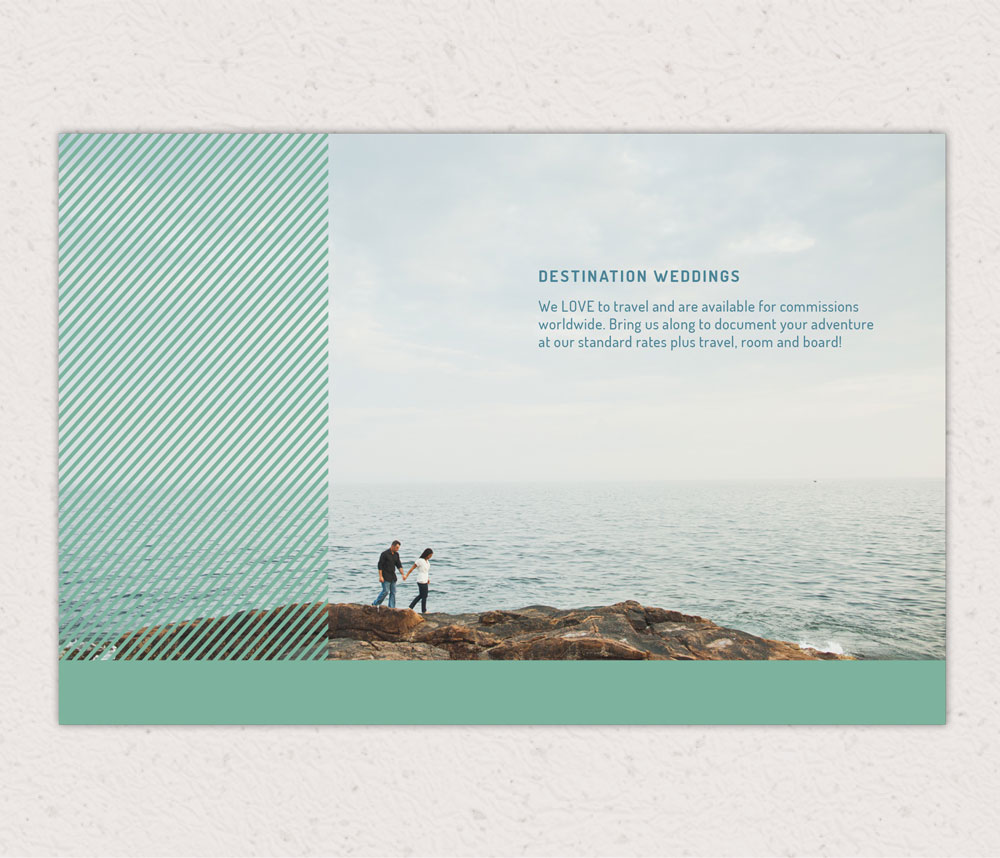 DESTINATION WEDDINGS
We LOVE to travel and are available for commissions
worldwide. Bring us along to document your adventure
at our standard rates plus travel, room and board!